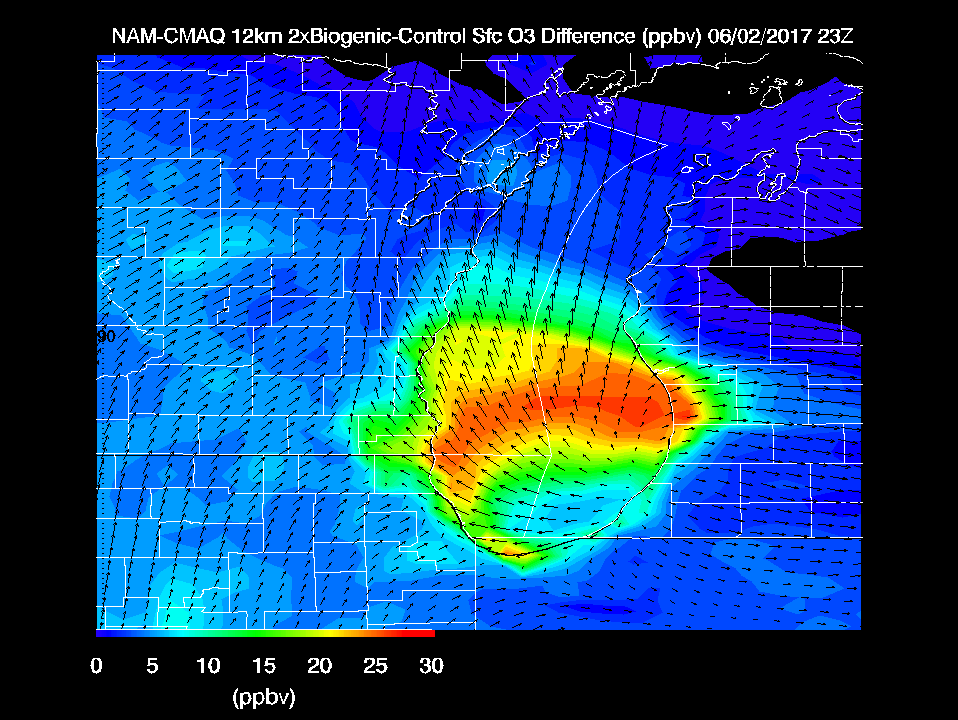 NAM-CMAQ 12km 2xBiogenic-Control Sfc O3 Difference (ppbv) 06/02/2017 23Z
90
0 5 10 15 20 25 30
(ppbv)